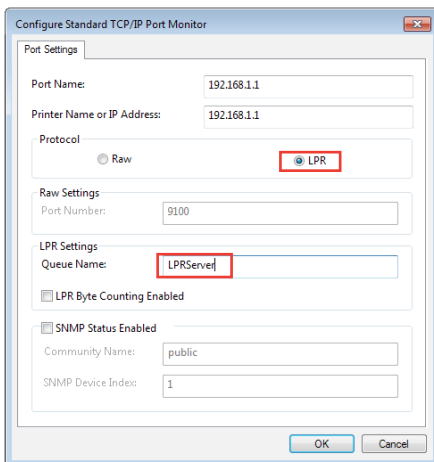 Configure Standard TCP/IP Port Monitor
Port Settings
Port Name: 192.168.1.1
Printer Name or IP Address: 192.168.1.1
Protocol
Raw LPR
Raw Settings
Port Number: 9100
LPR Settings
Queue Name: LPRServer
LPR Byte Counting Enabled
SNMP Status Enabled
Community Name: public
SNMP Device Index: 1
OK Cancel